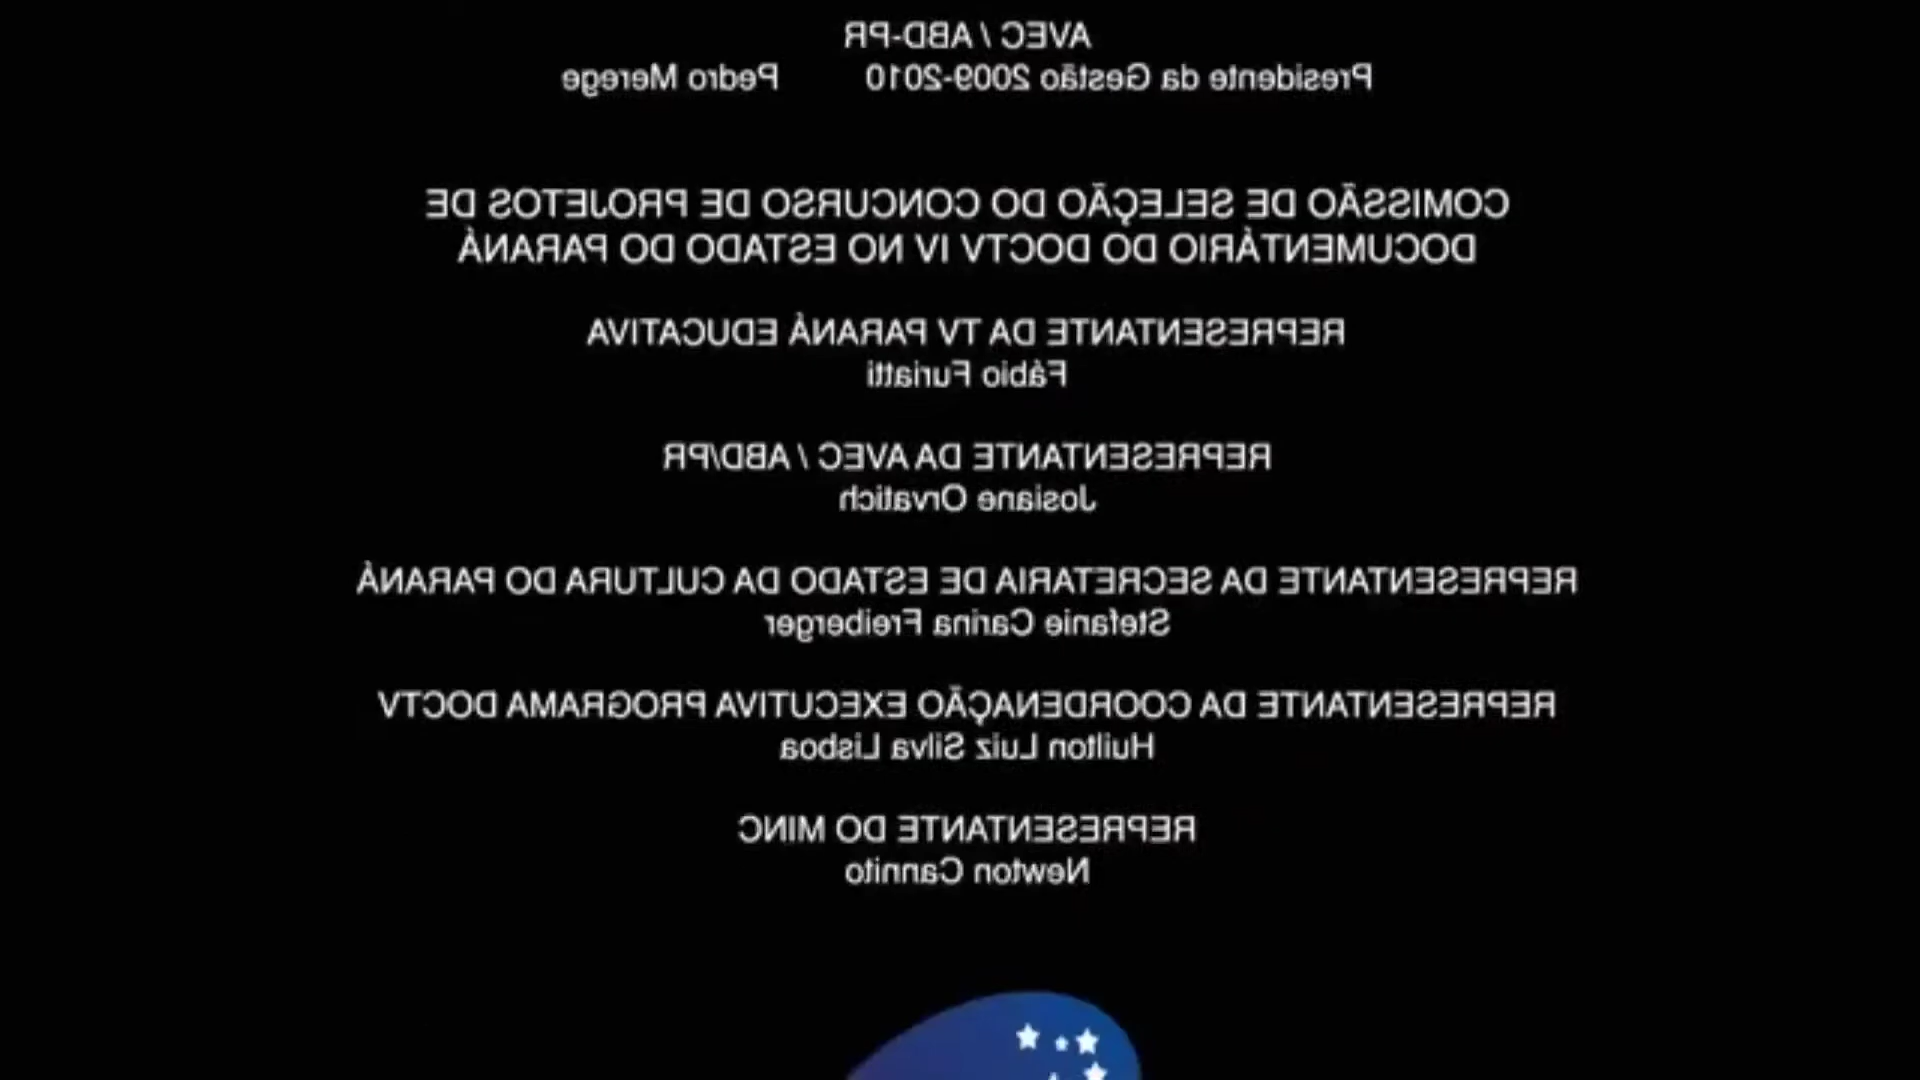 AVEC / ABD-PR
Presidente da Gestão 2009-2010 Pedro Merege
COMISSÃO DE SELEÇÃO DO CONCURSO DE PROJETOS DE
DOCUMENTÁRIO DO DOCTV IV NO ESTADO DO PARANÁ
REPRESENTANTE DA TV PARANÁ EDUCATIVA
Fábio Furiatti
REPRESENTANTE DA AVEC / ABD/PR
Josiane Orvatich
REPRESENTANTE DA SECRETARIA DE ESTADO DA CULTURA DO PARANÁ
Stefanie Carina Freiberger
REPRESENTANTE DA COORDENAÇÃO EXECUTIVA PROGRAMA DOCTV
Huilton Luiz Silva Lisboa
REPRESENTANTE DO MINC
Newton Cannito